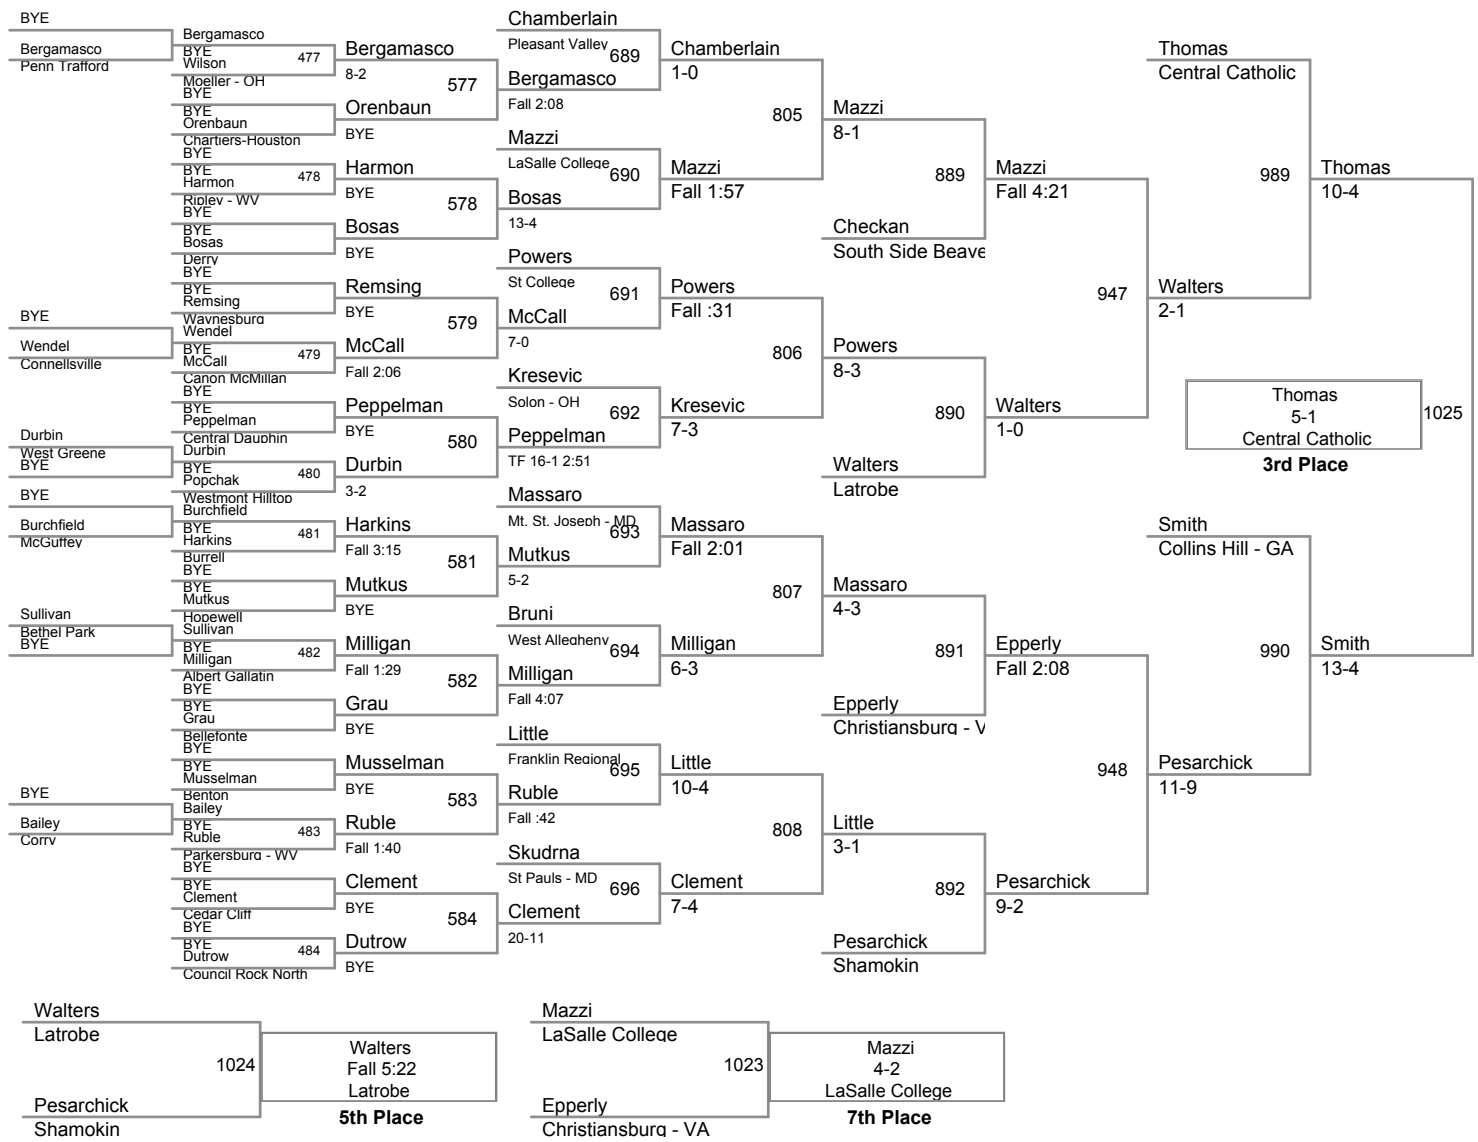 BYE
Bergamasco
Penn Trafford
BYE
Wendel
Connellsville
Durbin
West Greene
BYE
BYE
Burchfield
McGuffey
Sullivan
Bethel Park
BYE
BYE
Bailey
Corry
Bergamasco
BYE
Wilson
477
Moeller - OH
BYE
BYE
Orenbaun
Chartiers-Houston
BYE
BYE
Harmon
478
Ripley - WV
BYE
BYE
Bosas
Derry
BYE
BYE
Remsing
Waynesburg
Wendel
BYE
McCall
479
Canon McMillan
BYE
BYE
Peppelman
Central Dauphin
Durbin
BYE
Popchak
480
Westmont Hilltop
Burchfield
BYE
Harkins
481
Burrell
BYE
BYE
Mutkus
Hopewell
Sullivan
BYE
Milligan
482
Albert Gallatin
BYE
BYE
Grau
Bellefonte
BYE
BYE
Musselman
Benton
Bailey
BYE
Ruble
483
Parkersburg - WV
BYE
BYE
Clement
Cedar Cliff
BYE
BYE
Dutrow
484
Council Rock North
Bergamasco
8-2
577
Orenbaun
BYE
Harmon
BYE
578
Bosas
BYE
Remsing
BYE
579
McCall
Fall 2:06
Peppelman
BYE
580
Durbin
3-2
Harkins
Fall 3:15
581
Mutkus
BYE
Milligan
Fall 1:29
582
Grau
BYE
Musselman
BYE
583
Ruble
Fall 1:40
Clement
BYE
584
Dutrow
BYE
Chamberlain
Pleasant Valley
689
Bergamasco
Fall 2:08
Mazzi
LaSalle College
690
Bosas
13-4
Powers
St College
691
McCall
7-0
Kresevic
Solon - OH
692
Peppelman
TF 16-1 2:51
Massaro
Mt. St. Joseph - MD
693
Mutkus
5-2
Bruni
West Allegheny
694
Milligan
Fall 4:07
Little
Franklin Regional
695
Ruble
Fall :42
Skudrna
St Pauls - MD
696
Clement
20-11
Chamberlain
1-0
805
Mazzi
Fall 1:57
Powers
Fall :31
806
Kresevic
7-3
Massaro
Fall 2:01
807
Milligan
6-3
Little
10-4
808
Clement
7-4
Mazzi
8-1
889
Checkan
South Side Beave
Powers
8-3
890
Walters
Latrobe
Massaro
4-3
891
Epperly
Christiansburg - V
Little
3-1
892
Pesarchick
Shamokin
Mazzi
Fall 4:21
947
Walters
1-0
Epperly
Fall 2:08
948
Pesarchick
9-2
Thomas
Central Catholic
989
Walters
2-1
Smith
Collins Hill - GA
990
Pesarchick
11-9
Thomas
10-4
Smith
13-4
Thomas
5-1
Central Catholic
1025
3rd Place
Walters
Latrobe
1024
Pesarchick
Shamokin
Walters
Fall 5:22
Latrobe
5th Place
Mazzi
LaSalle College
1023
Epperly
Christiansburg - VA
Mazzi
4-2
LaSalle College
7th Place